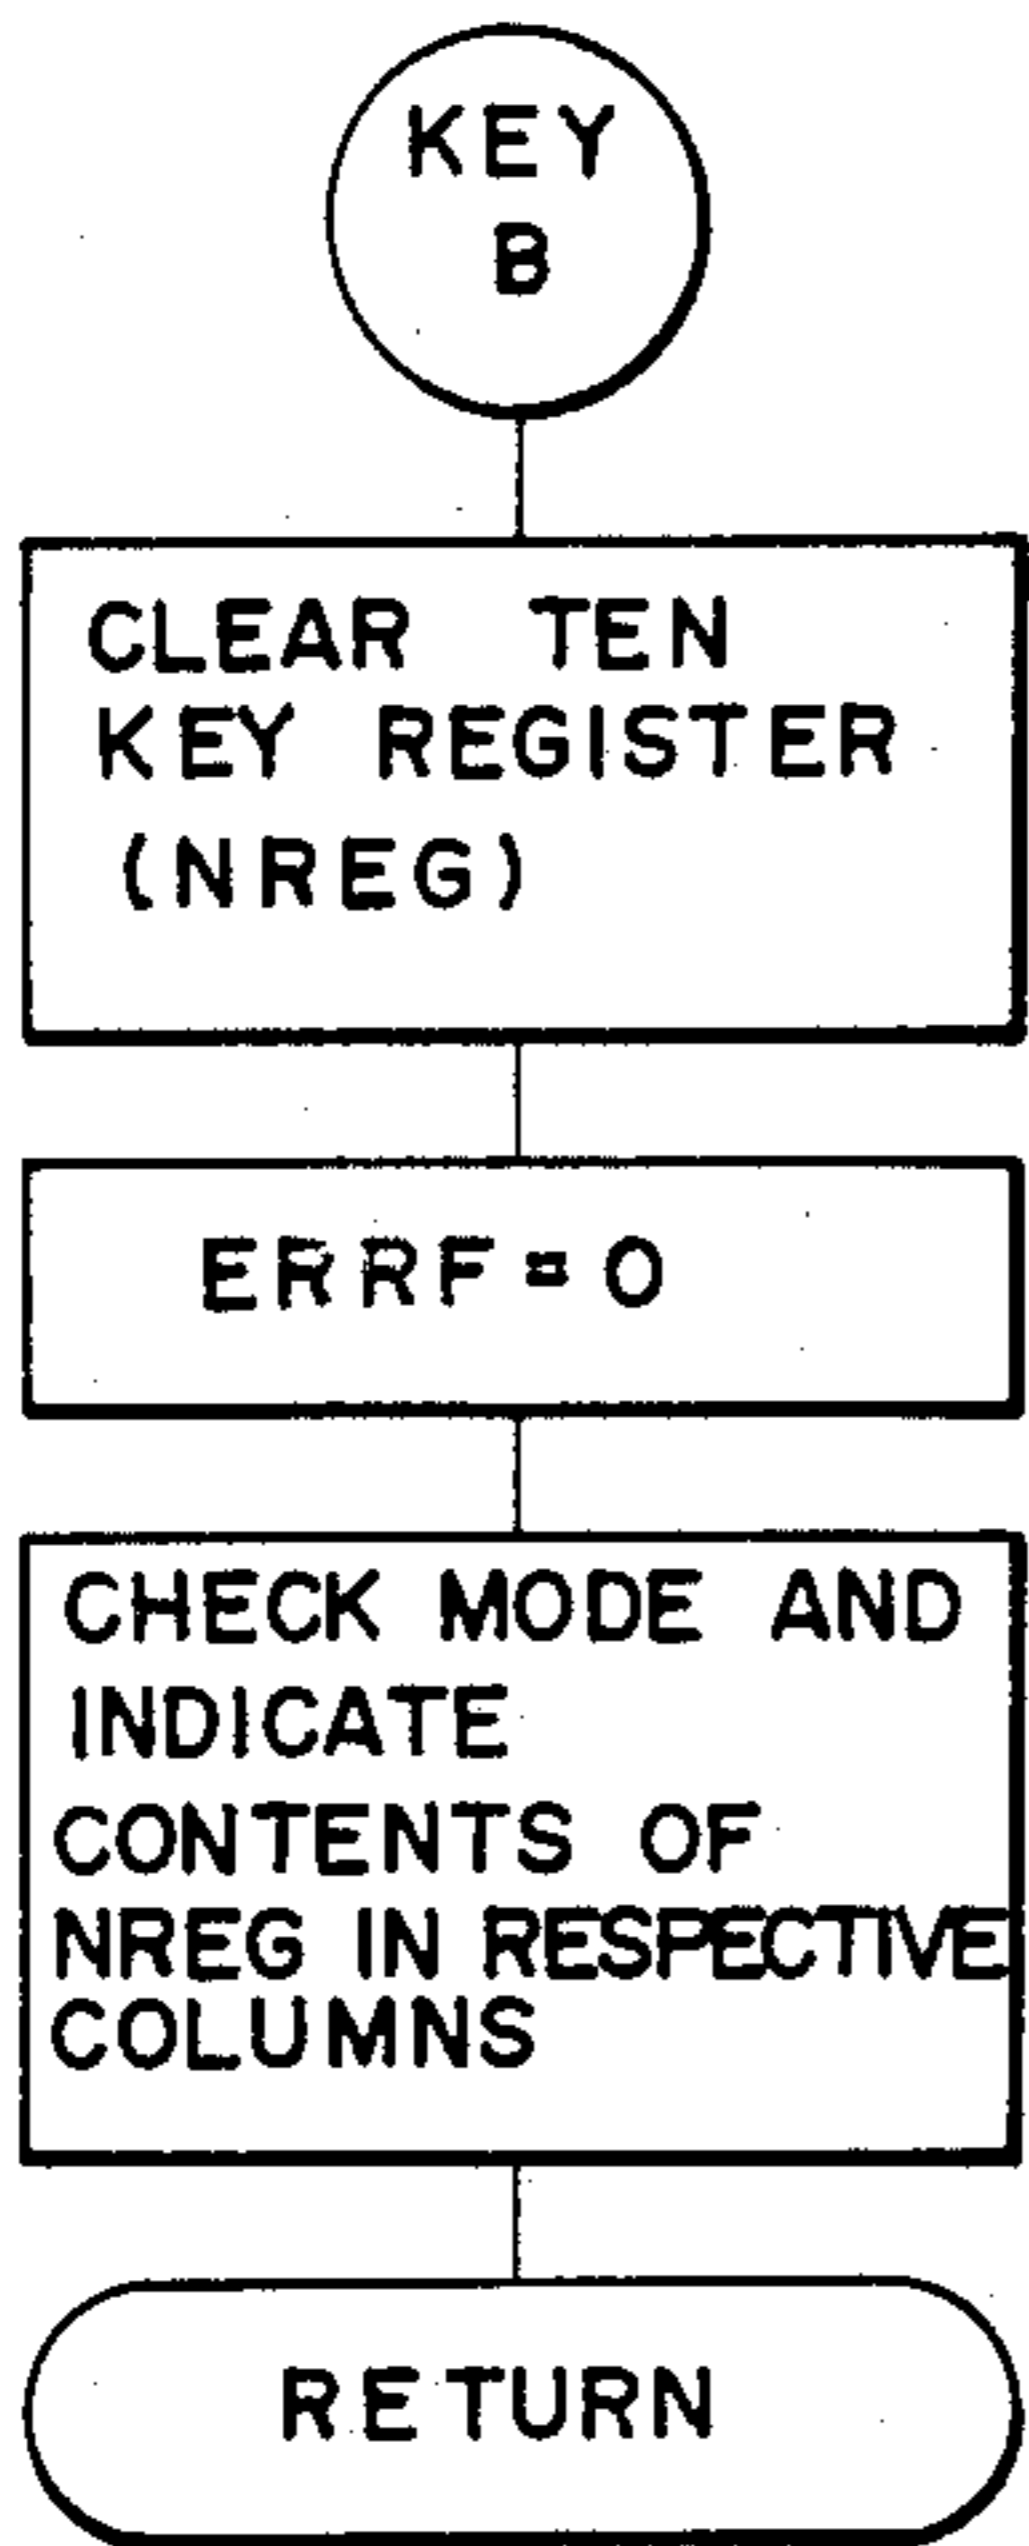 KEY
B
CLEAR TEN
KEY REGISTER
(NREG)
ERRF=0
CHECK MODE AND
INDICATE
CONTENTS OF
NREG IN RESPECTIVE
COLUMNS
RETURN